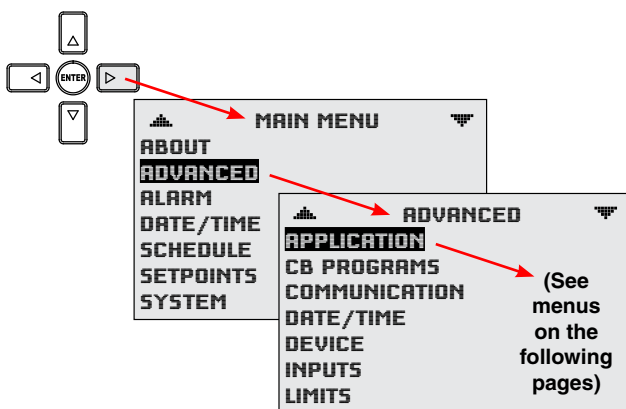 ENTER
MAIN MENU
ABOUT
ADVANCED
ALARM
DATE/TIME
SCHEDULE
SETPOINTS
SYSTEM
ADVANCED
APPLICATION
CB PROGRAMS
COMMUNICATION
DATE/TIME
DEVICE
INPUTS
LIMITS
(See
menus
on the
following
pages)